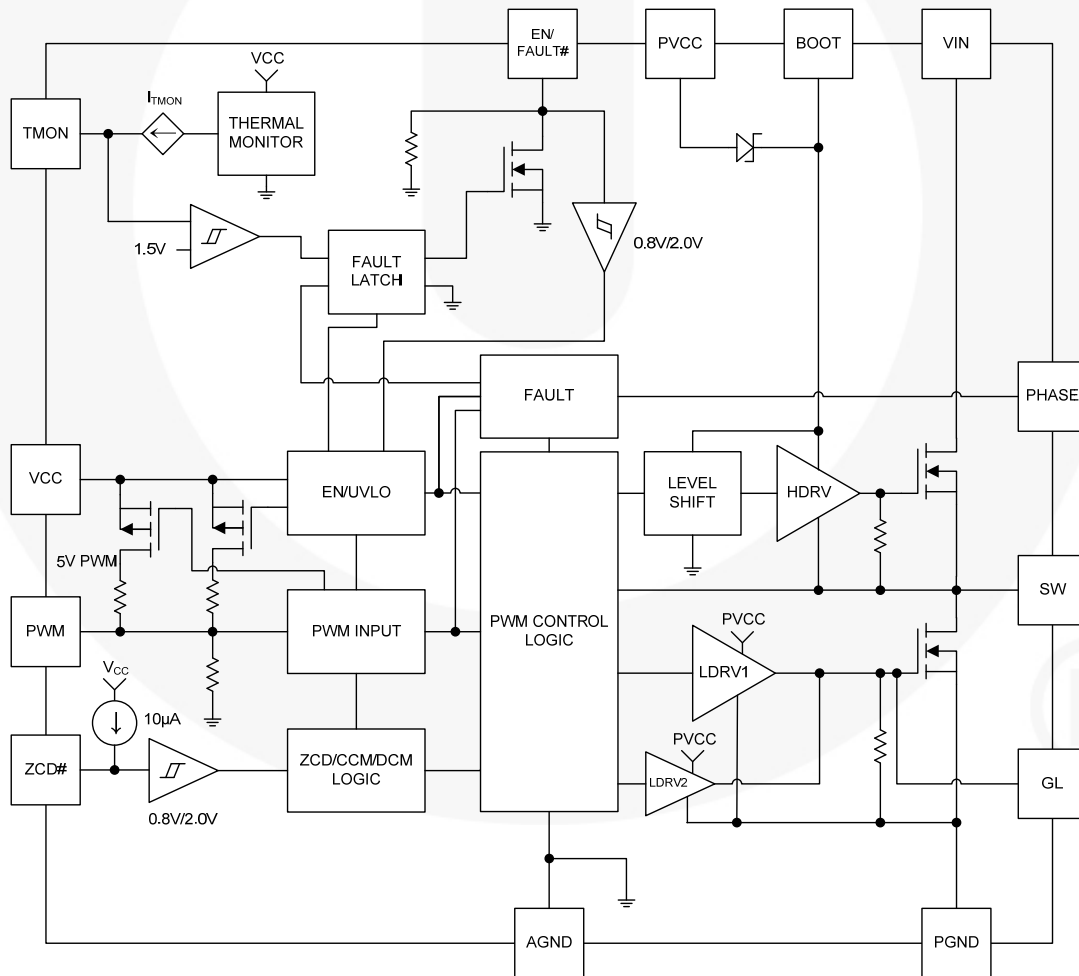 EN/
FAULT#
PVCC
BOOT
VIN
VCC
TMON
I_TMON
THERMAL
MONITOR
1.5V
FAULT
LATCH
0.8V/2.0V
FAULT
PHASE
VCC
EN/UVLO
LEVEL
SHIFT
HDRV
5V PWM
PWM
PWM INPUT
PWM CONTROL
LOGIC
SW
PVCC
LDRV1
V_CC
10µA
ZCD#
ZCD/CCM/DCM
LOGIC
PVCC
LDRV2
GL
0.8V/2.0V
AGND
PGND